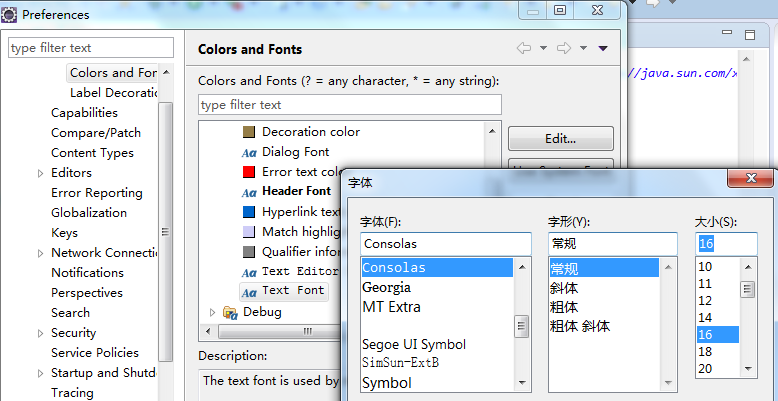 Preferences
type filter text
Colors and For
Label Decoratio
Capabilities
Compare/Patch
Content Types
Editors
Error Reporting
Globalization
Keys
Network Connectio
Notifications
Perspectives
Search
Security
Service Policies
Startup and Shutd
Tracing
Colors and Fonts
Colors and Fonts (? = any character, * = any string):
type filter text
Decoration color
Dialog Font
Error text colo
Header Font
Hyperlink text
Match highlig
Qualifier infor
Text Editor
Text Font
Debug
Edit...
Use System Font
Description:
The text font is used by
//java.sun.com/x
字体
字体(F):
Consolas
Consolas
Georgia
MT Extra
Segoe UI Symbol
SimSun-ExtB
Symbol
字形(Y):
常规
常规
斜体
粗体
粗体 斜体
大小(S):
16
10
11
12
14
16
18
20